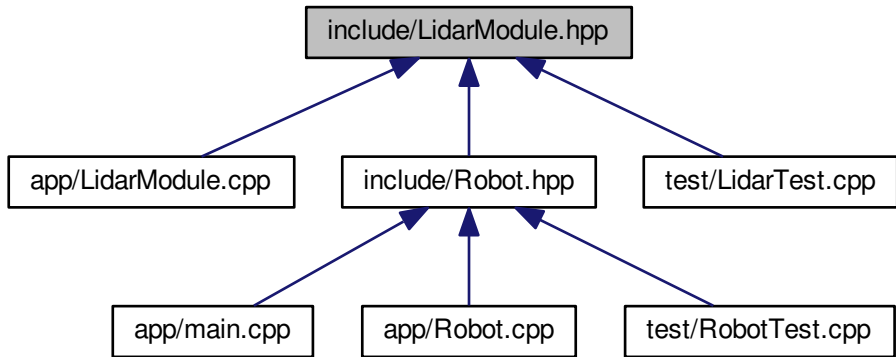 include/LidarModule.hpp
app/LidarModule.cpp
include/Robot.hpp
test/LidarTest.cpp
app/main.cpp
app/Robot.cpp
test/RobotTest.cpp